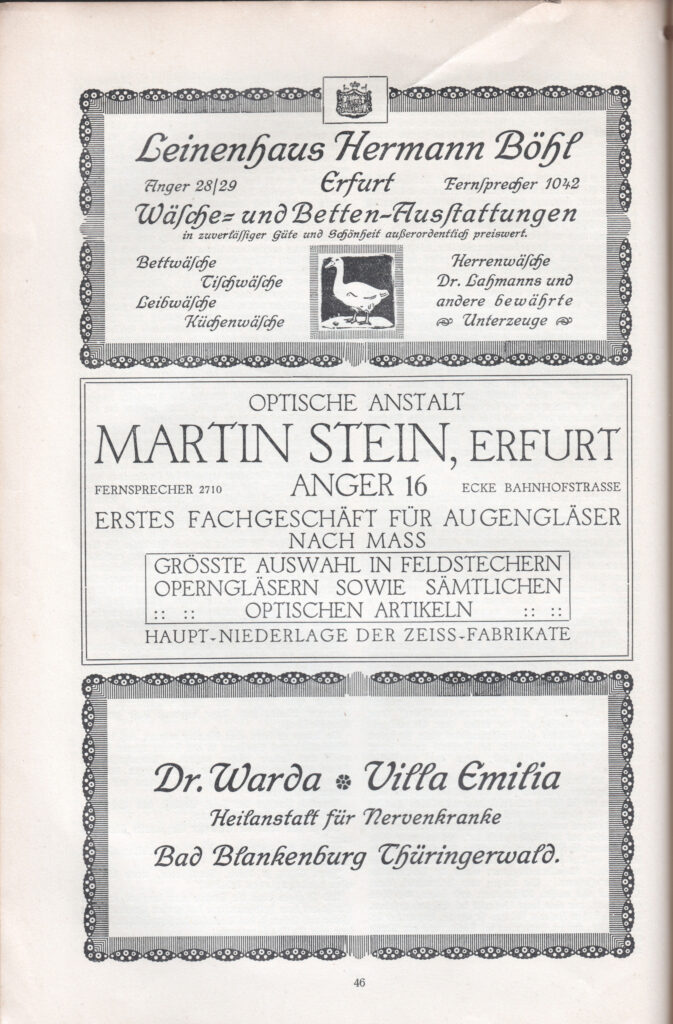 Leinenhaus Hermann Böhl
Anger 28/29 Erfurt Fernsprecher 1042
Wäsche- und Betten-Ausstattungen
in zuverlässiger Güte und Schönheit außerordentlich preiswert.
Bettwäsche
Tischwäsche
Leibwäsche
Küchenwäsche
Herrenwäsche
Dr. Lahmanns und
andere bewährte
Unterzeuge
OPTISCHE ANSTALT
MARTIN STEIN, ERFURT
FERNSPRECHER 2710 ANGER 16 ECKE BAHNHOFSTRASSE
ERSTES FACHGESCHÄFT FÜR AUGENGLÄSER
NACH MASS
GRÖSSTE AUSWAHL IN FELDSTECHERN
OPERNGLÄSERN SOWIE SÄMTLICHEN
:: :: OPTISCHEN ARTIKELN :: ::
HAUPT-NIEDERLAGE DER ZEISS-FABRIKATE
Dr. Warda Villa Emilia
Heilanstalt für Nervenkranke
Bad Blankenburg Thüringerwald.
46